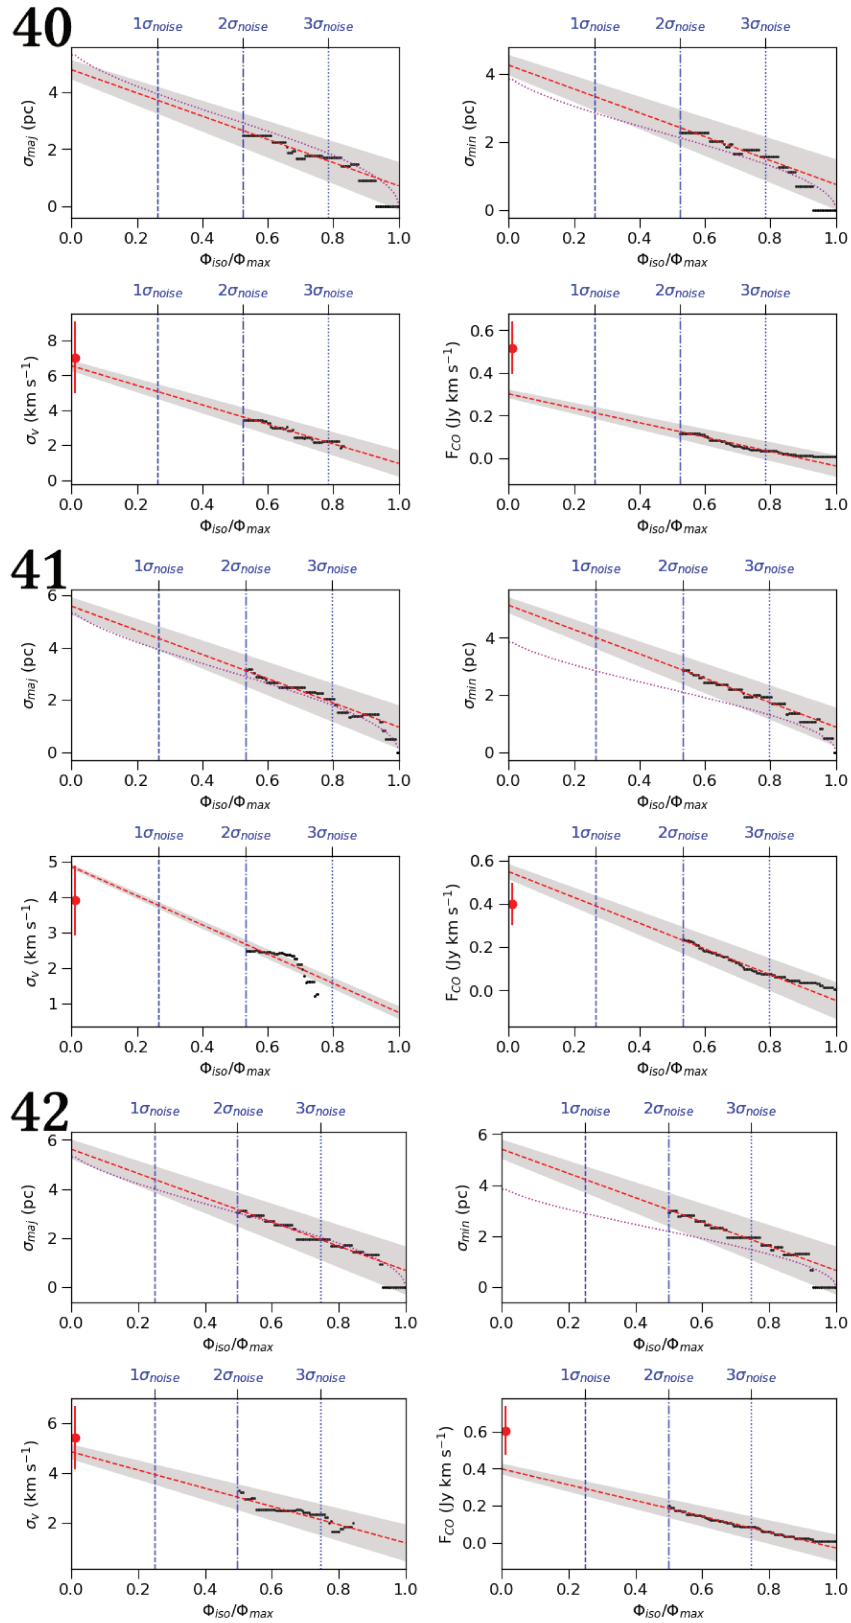 40
1σnoise 2σnoise 3σnoise
1σnoise 2σnoise 3σnoise
σmaj (pc)
4
2
0
0.0 0.2 0.4 0.6 0.8 1.0
Φiso/Φmax
σmin (pc)
4
2
0
0.0 0.2 0.4 0.6 0.8 1.0
Φiso/Φmax
1σnoise 2σnoise 3σnoise
1σnoise 2σnoise 3σnoise
σv (km s−1)
8
6
4
2
0
0.0 0.2 0.4 0.6 0.8 1.0
Φiso/Φmax
FCO (Jy km s−1)
0.6
0.4
0.2
0.0
0.0 0.2 0.4 0.6 0.8 1.0
Φiso/Φmax
41
1σnoise 2σnoise 3σnoise
1σnoise 2σnoise 3σnoise
σmaj (pc)
6
4
2
0
0.0 0.2 0.4 0.6 0.8 1.0
Φiso/Φmax
σmin (pc)
4
2
0
0.0 0.2 0.4 0.6 0.8 1.0
Φiso/Φmax
1σnoise 2σnoise 3σnoise
1σnoise 2σnoise 3σnoise
σv (km s−1)
5
4
3
2
1
0.0 0.2 0.4 0.6 0.8 1.0
Φiso/Φmax
FCO (Jy km s−1)
0.6
0.4
0.2
0.0
0.0 0.2 0.4 0.6 0.8 1.0
Φiso/Φmax
42
1σnoise 2σnoise 3σnoise
1σnoise 2σnoise 3σnoise
σmaj (pc)
6
4
2
0
0.0 0.2 0.4 0.6 0.8 1.0
Φiso/Φmax
σmin (pc)
6
4
2
0
0.0 0.2 0.4 0.6 0.8 1.0
Φiso/Φmax
1σnoise 2σnoise 3σnoise
1σnoise 2σnoise 3σnoise
σv (km s−1)
6
4
2
0.0 0.2 0.4 0.6 0.8 1.0
Φiso/Φmax
FCO (Jy km s−1)
0.6
0.4
0.2
0.0
0.0 0.2 0.4 0.6 0.8 1.0
Φiso/Φmax